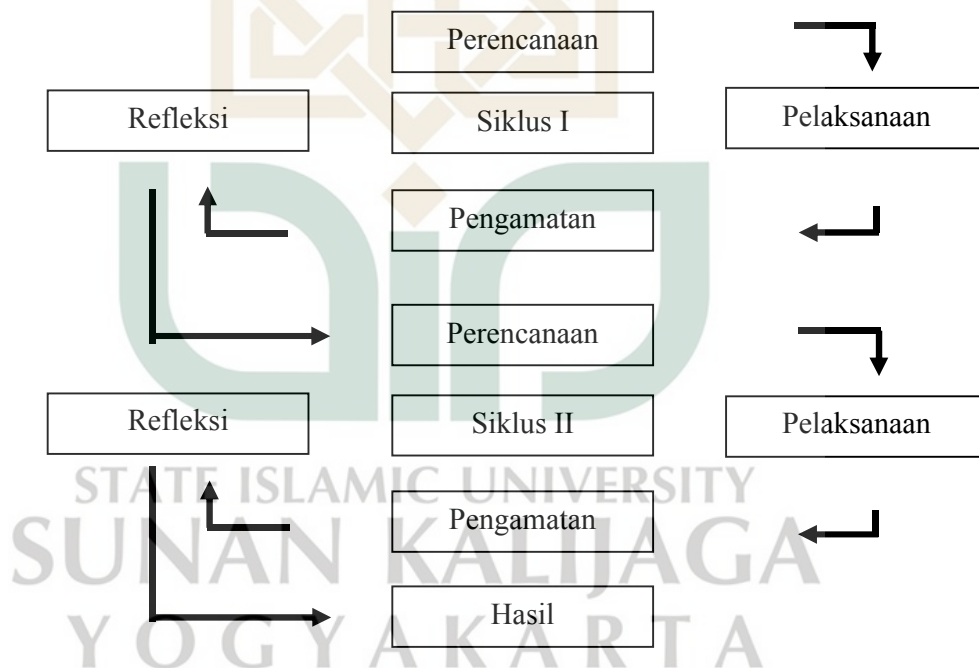 Perencanaan
Refleksi
Siklus I
Pelaksanaan
Pengamatan
Perencanaan
Refleksi
Siklus II
Pelaksanaan
STATE ISLAMIC UNIVERSITY
Pengamatan
SUNAN KALIJAGA
Hasil
YOGYAKARTA